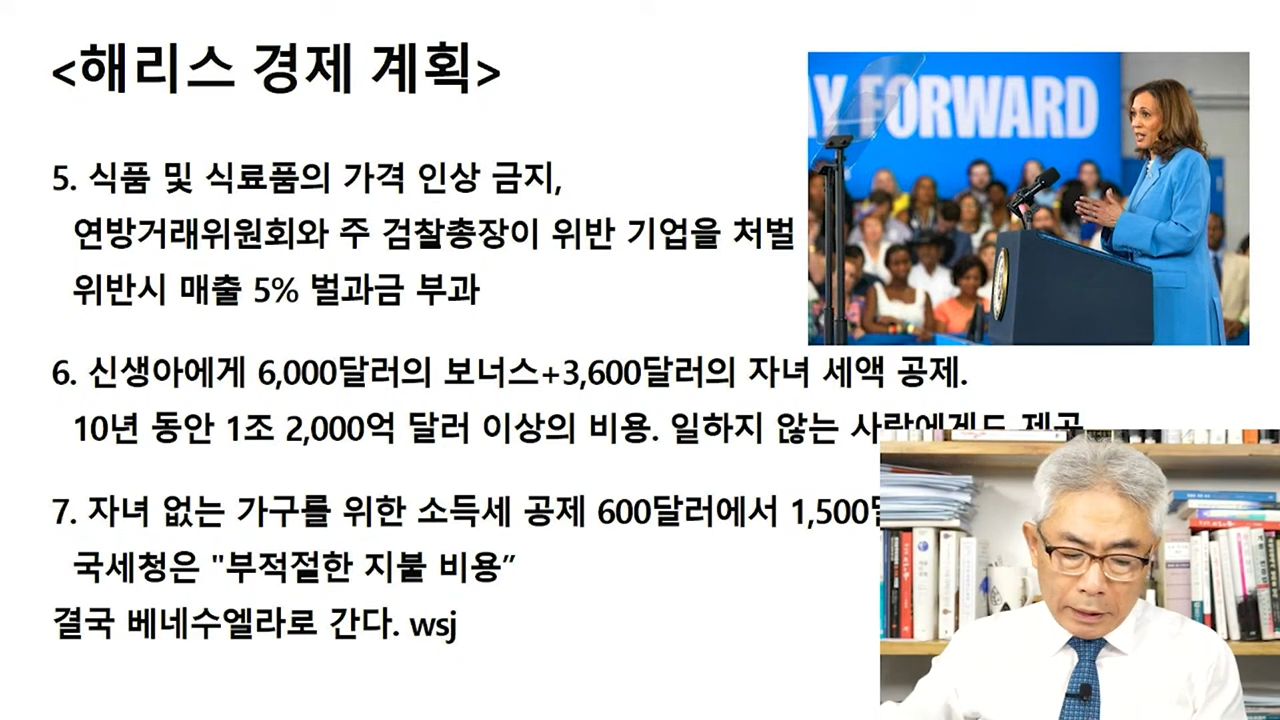 <해리스 경제 계획>
AY FORWARD
5. 식품 및 식료품의 가격 인상 금지,
연방거래위원회와 주 검찰총장이 위반 기업을 처벌
위반시 매출 5% 벌과금 부과
6. 신생아에게 6,000달러의 보너스+3,600달러의 자녀 세액 공제.
10년 동안 1조 2,000억 달러 이상의 비용. 일하지 않는
7. 자녀 없는 가구를 위한 소득세 공제 600달러에서 1,500
국세청은 "부적절한 지불 비용”
결국 베네수엘라로 간다. wsj